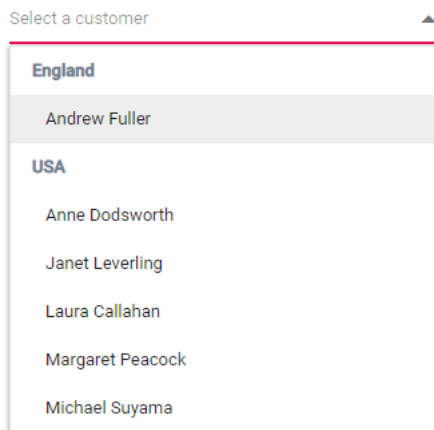 Select a customer
England
Andrew Fuller
USA
Anne Dodsworth
Janet Leverling
Laura Callahan
Margaret Peacock
Michael Suyama